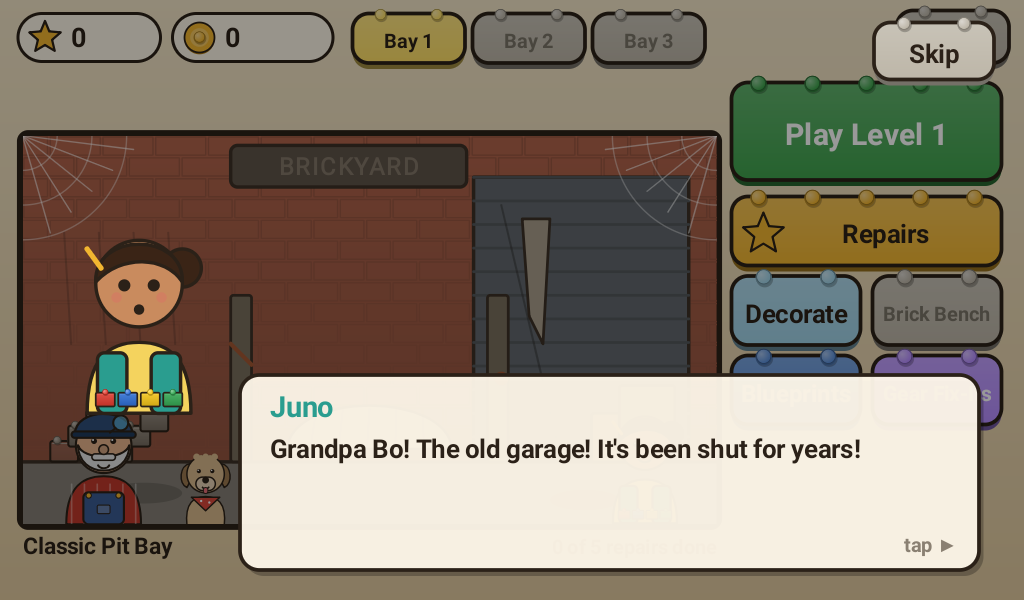 0
0
Bay 1
Bay 2
Bay 3
Skip
Play Level 1
BRICKYARD
Repairs
Decorate
Brick Bench
Blueprints
Juno
Grandpa Bo! The old garage! It's been shut for years!
tap ►
Classic Pit Bay